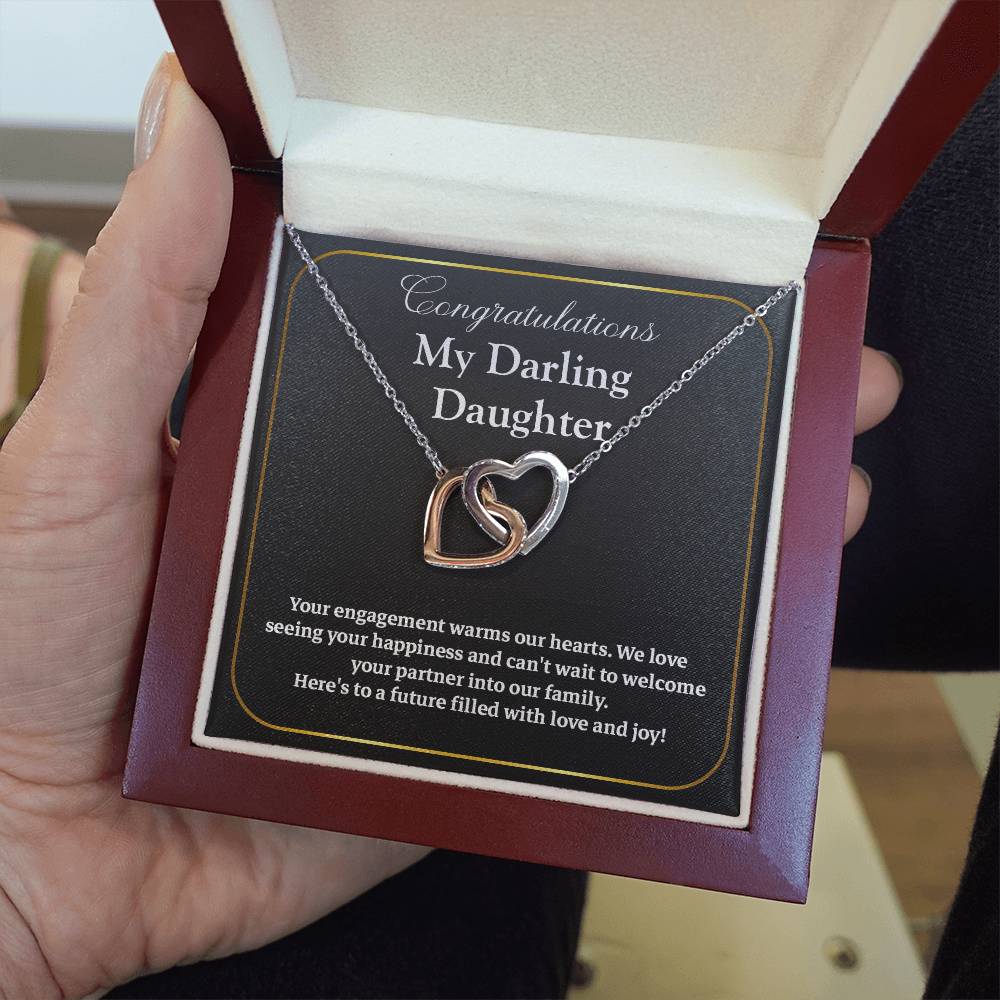 Congratulations
My Darling
Daughter
Your engagement warms our hearts. We love
seeing your happiness and can't wait to welcome
your partner into our family.
Here's to a future filled with love and joy!